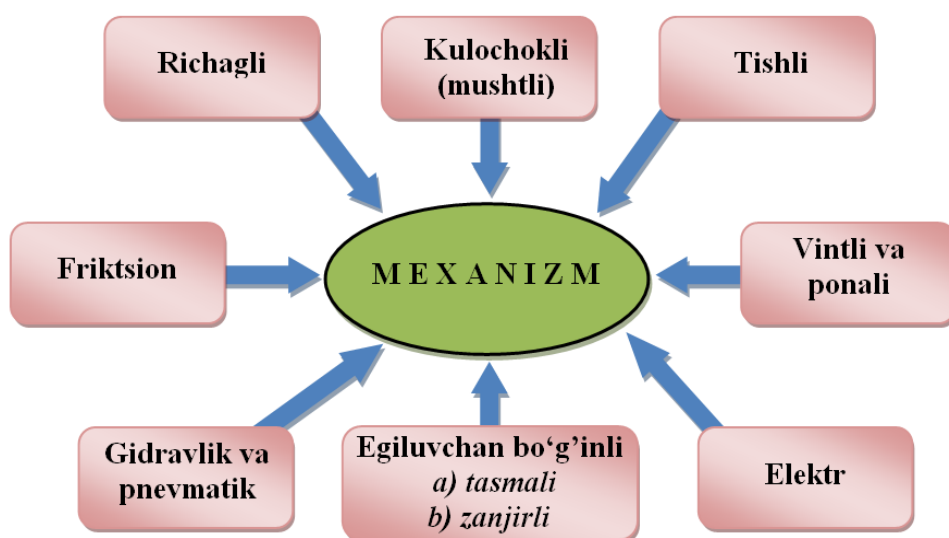 Richagli
Kulochokli
(mushtli)
Tishli
Friktsion
M E X A N I Z M
Vintli va
ponali
Gidravlik va
pnevmatik
Egiluvchan bo‘g’inli
a) tasmali
b) zanjirli
Elektr